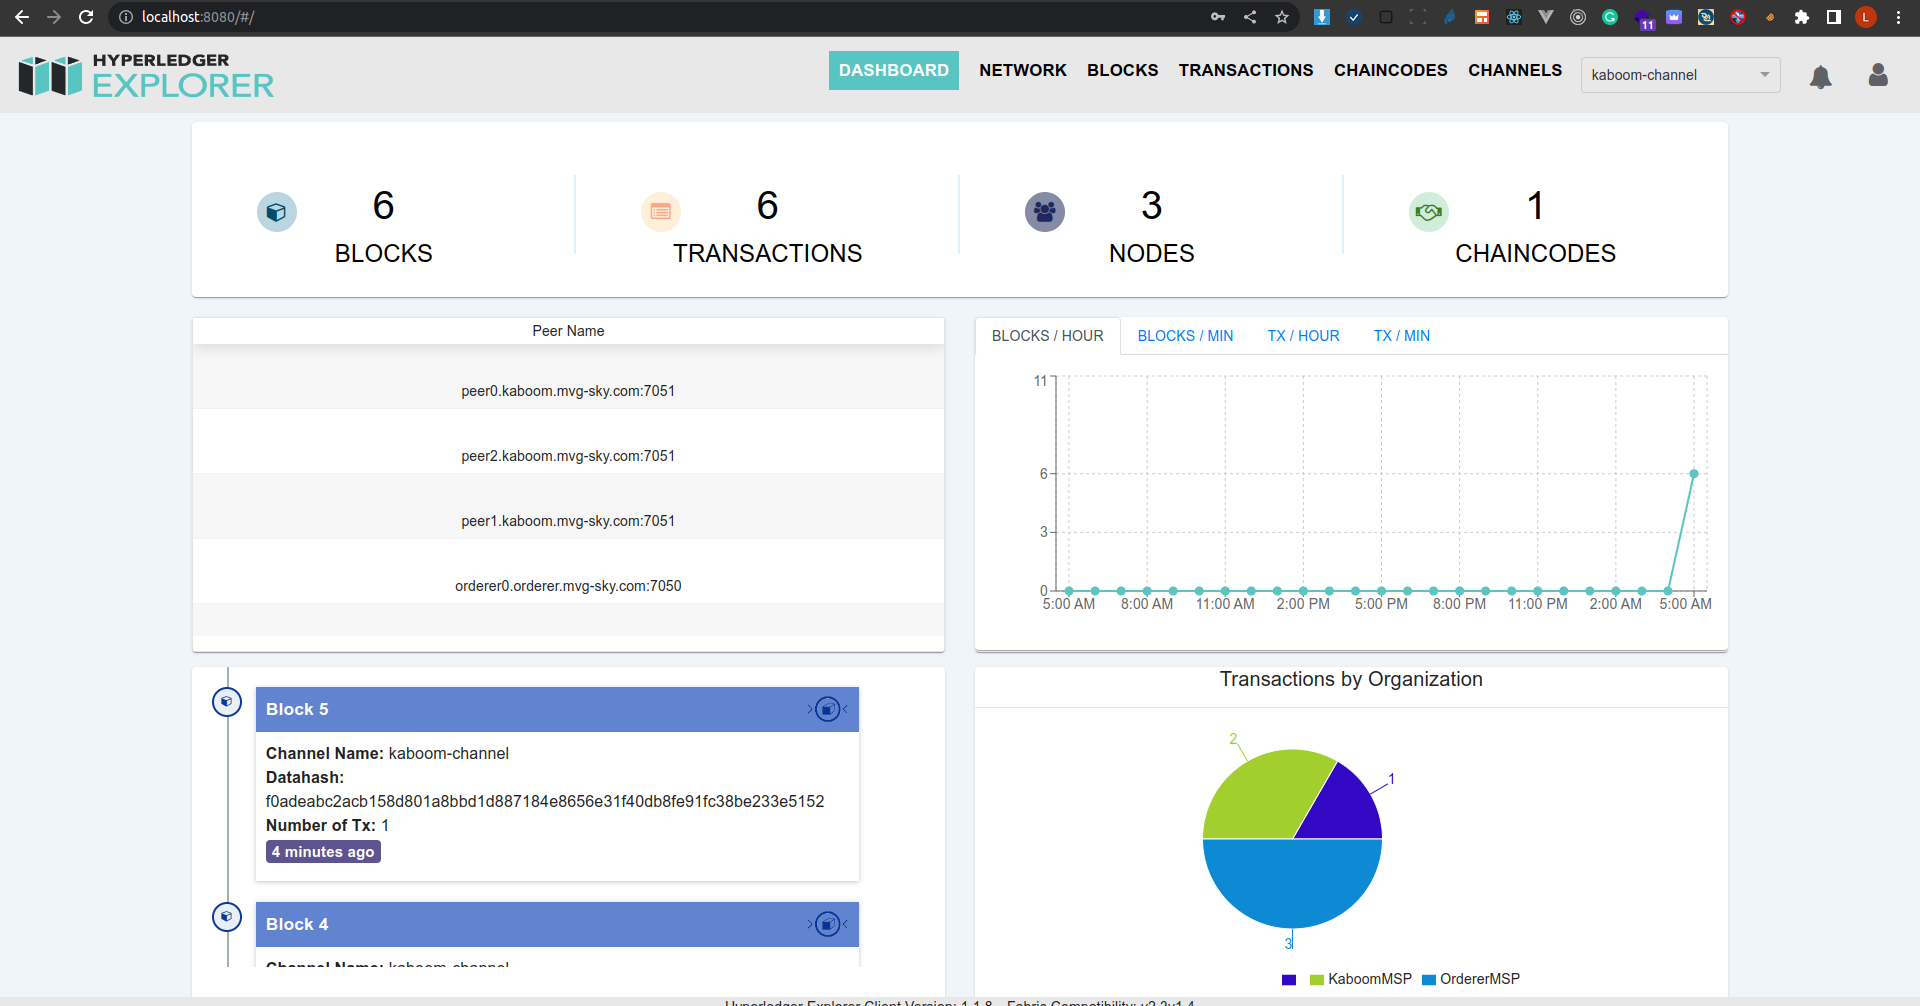 localhost:8080/#/
11
L
HYPERLEDGER
EXPLORER
DASHBOARD NETWORK BLOCKS TRANSACTIONS CHAINCODES CHANNELS kaboom-channel
6
BLOCKS
6
TRANSACTIONS
3
NODES
1
CHAINCODES
Peer Name
peer0.kaboom.mvg-sky.com:7051
peer2.kaboom.mvg-sky.com:7051
peer1.kaboom.mvg-sky.com:7051
orderer0.orderer.mvg-sky.com:7050
BLOCKS / HOUR BLOCKS / MIN TX / HOUR TX / MIN
11
6
3
0
5:00 AM 8:00 AM 11:00 AM 2:00 PM 5:00 PM 8:00 PM 11:00 PM 2:00 AM 5:00 AM
Block 5
Channel Name: kaboom-channel
Datahash:
f0adeabc2acb158d801a8bbd1d887184e8656e31f40db8fe91fc38be233e5152
Number of Tx: 1
4 minutes ago
Block 4
Channel Name: kaboom-channel
Transactions by Organization
2
1
3
KaboomMSP OrdererMSP
Hyperledger Explorer Client Version: 1.1.8 Fabric Compatibility: v2.3v1.4